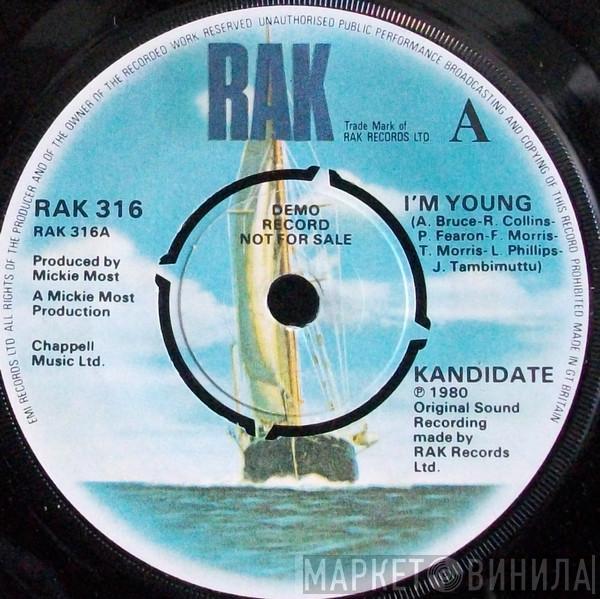 EMI RECORDS LTD ALL RIGHTS OF THE PRODUCER AND OF THE OWNER OF THE RECORDED WORK RESERVED UNAUTHORISED PUBLIC PERFORMANCE BROADCASTING AND COPYING OF THIS RECORD PROHIBITED MADE IN GT BRITAIN
RAK
Trade Mark of
RAK RECORDS LTD.
A
RAK 316
RAK 316A
Produced by
Mickie Most
A Mickie Most
Production
Chappell
Music Ltd.
DEMO
RECORD
NOT FOR SALE
I'M YOUNG
(A. Bruce-R. Collins-
P. Fearon-F. Morris-
T. Morris-L. Phillips-
J. Tambimuttu)
KANDIDATE
℗ 1980
Original Sound
Recording
made by
RAK Records
Ltd.
МАРКЕТ ВИНИЛА